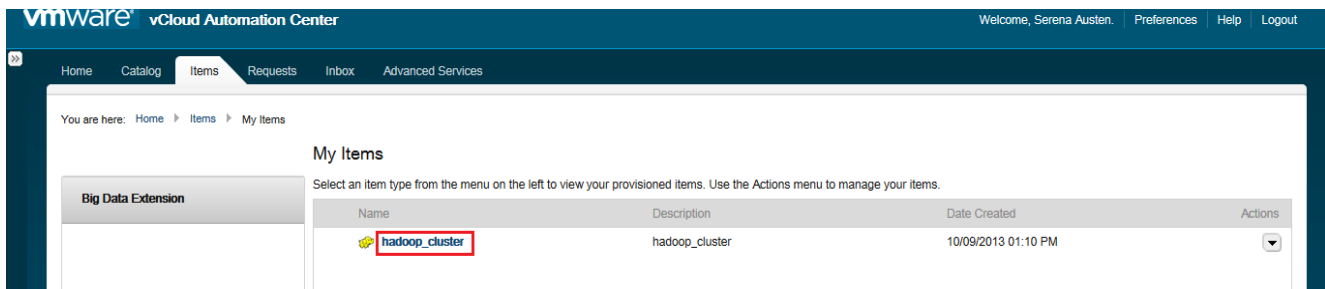 vmware® vCloud Automation Center Welcome, Serena Austen. Preferences Help Logout
Home Catalog Items Requests Inbox Advanced Services
You are here: Home Items My Items
My Items
Select an item type from the menu on the left to view your provisioned items. Use the Actions menu to manage your items.
Big Data Extension
Name Description Date Created Actions
hadoop_cluster hadoop_cluster 10/09/2013 01:10 PM